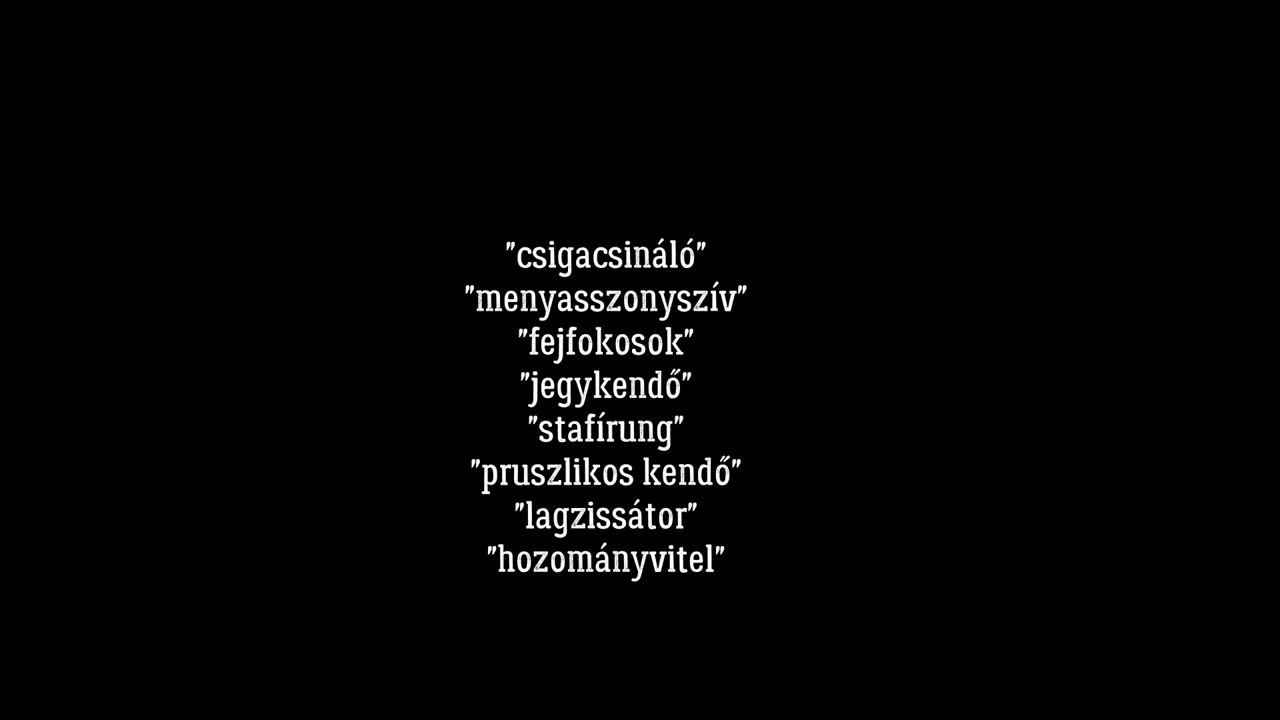 "csigacsináló"
"menyasszonyszív"
"fejfokosok"
"jegykendő"
"stafírung"
"pruszlikos kendő"
"lagzissátor"
"hozományvitel"